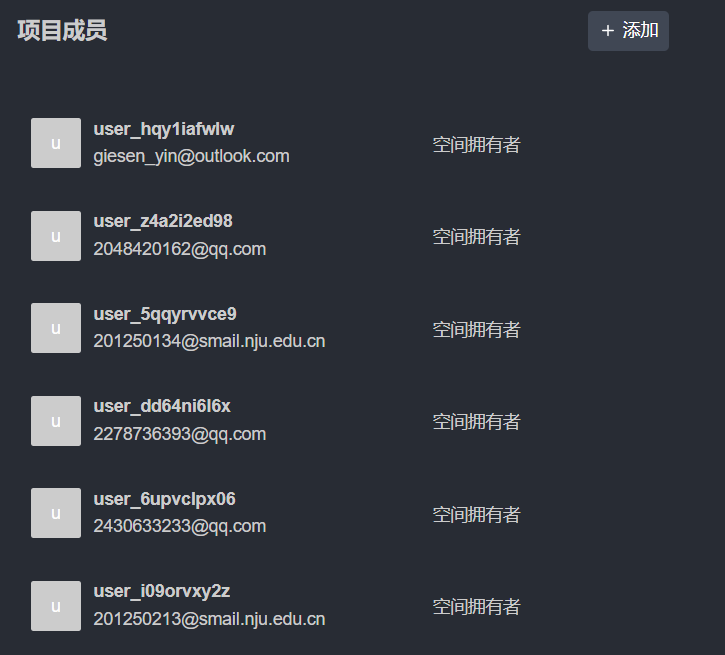 项目成员
+ 添加
u
user_hqy1iafwlw
giesen_yin@outlook.com
空间拥有者
u
user_z4a2i2ed98
2048420162@qq.com
空间拥有者
u
user_5qqyrvvce9
201250134@smail.nju.edu.cn
空间拥有者
u
user_dd64ni6l6x
2278736393@qq.com
空间拥有者
u
user_6upvclpx06
2430633233@qq.com
空间拥有者
u
user_i09orvxy2z
201250213@smail.nju.edu.cn
空间拥有者